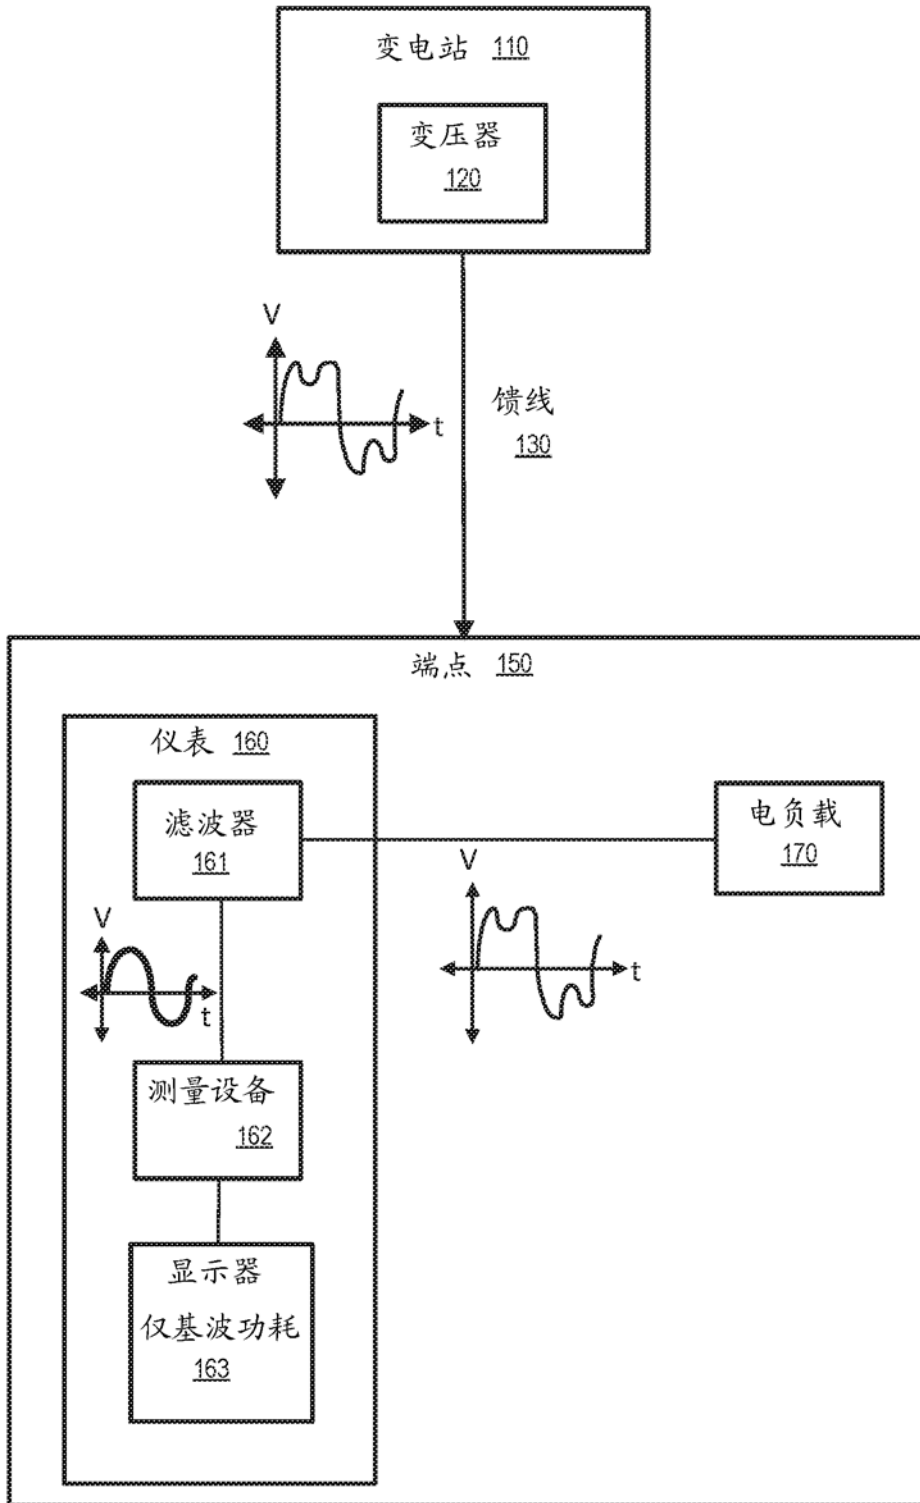 变电站 110
变压器
120
V
t
馈线
130
端点 150
仪表 160
滤波器
161
电负载
170
V
t
V
t
测量设备
162
显示器
仅基波功耗
163